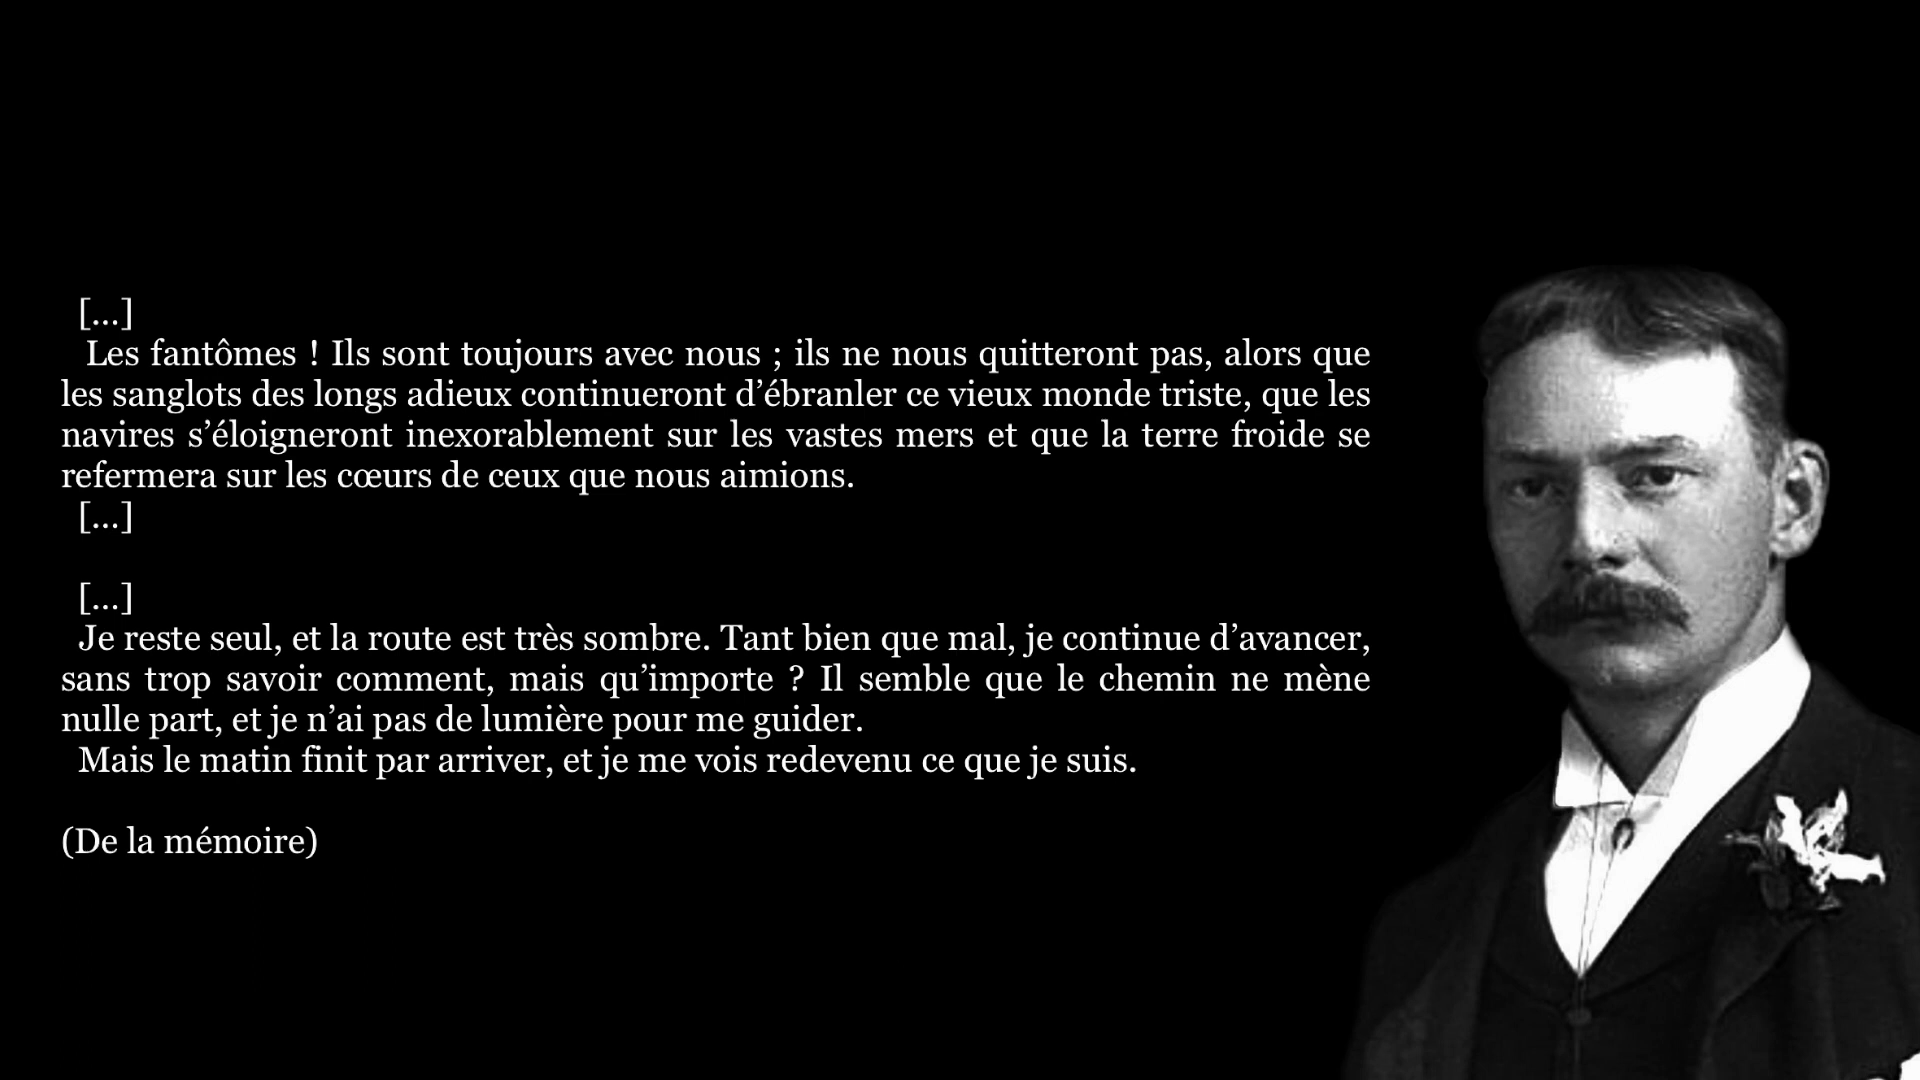 [...]
Les fantômes ! Ils sont toujours avec nous ; ils ne nous quitteront pas, alors que
les sanglots des longs adieux continueront d’ébranler ce vieux monde triste, que les
navires s’éloigneront inexorablement sur les vastes mers et que la terre froide se
refermera sur les cœurs de ceux que nous aimions.
[...]
[...]
Je reste seul, et la route est très sombre. Tant bien que mal, je continue d’avancer,
sans trop savoir comment, mais qu’importe ? Il semble que le chemin ne mène
nulle part, et je n’ai pas de lumière pour me guider.
Mais le matin finit par arriver, et je me vois redevenu ce que je suis.
(De la mémoire)